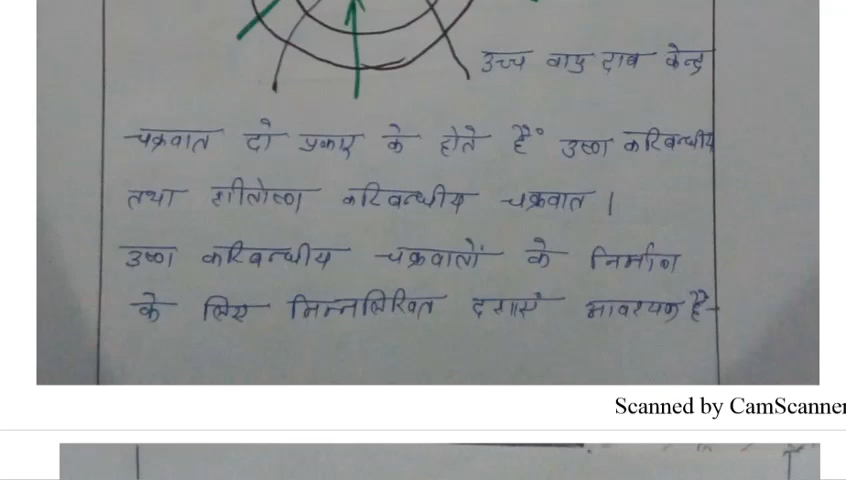 उच्च वायु दाब केन्द्र
चक्रवात दो प्रकार के होते हैं॰ उष्ण कटिबन्धीय
तथा शीतोष्ण कटिबन्धीय चक्रवात ।
उष्ण कटिबन्धीय चक्रवातों के निर्माण
के लिए निम्नलिखित दशाएँ आवश्यक है-
Scanned by CamScanner